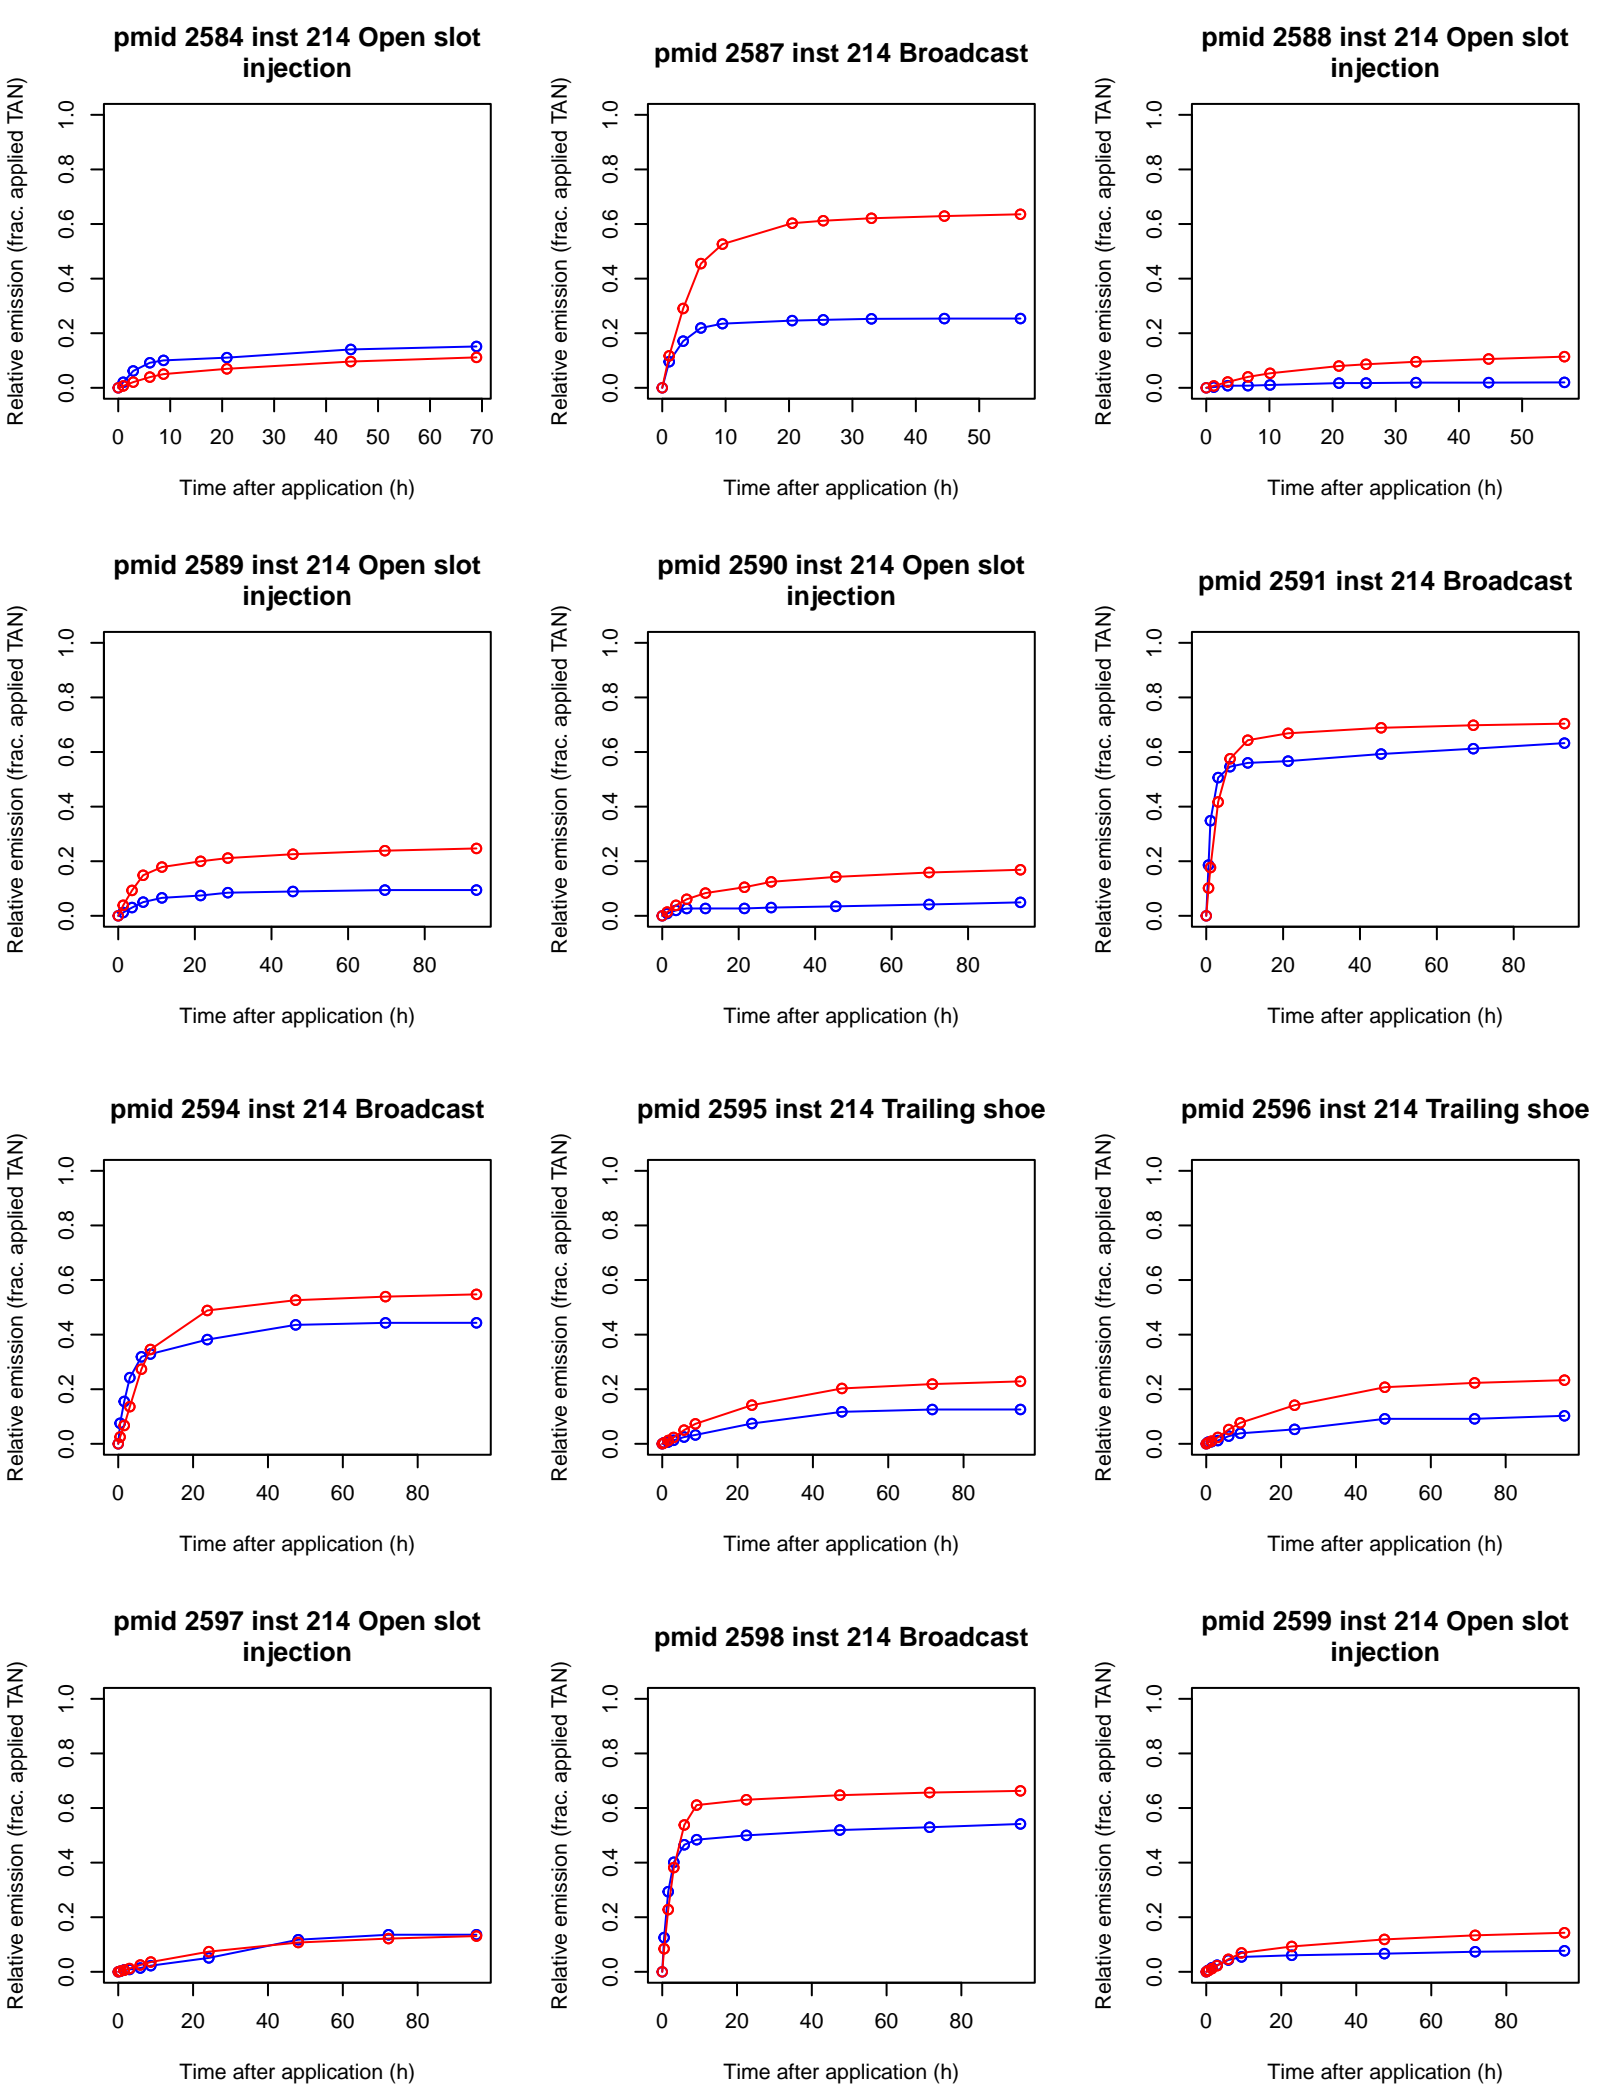 pmid 2584 inst 214 Open slot
injection
Relative emission (frac. applied TAN)
1.0
0.8
0.6
0.4
0.2
0.0
0 10 20 30 40 50 60 70
Time after application (h)
pmid 2587 inst 214 Broadcast
Relative emission (frac. applied TAN)
1.0
0.8
0.6
0.4
0.2
0.0
0 10 20 30 40 50
Time after application (h)
pmid 2588 inst 214 Open slot
injection
Relative emission (frac. applied TAN)
1.0
0.8
0.6
0.4
0.2
0.0
0 10 20 30 40 50
Time after application (h)
pmid 2589 inst 214 Open slot
injection
Relative emission (frac. applied TAN)
1.0
0.8
0.6
0.4
0.2
0.0
0 20 40 60 80
Time after application (h)
pmid 2590 inst 214 Open slot
injection
Relative emission (frac. applied TAN)
1.0
0.8
0.6
0.4
0.2
0.0
0 20 40 60 80
Time after application (h)
pmid 2591 inst 214 Broadcast
Relative emission (frac. applied TAN)
1.0
0.8
0.6
0.4
0.2
0.0
0 20 40 60 80
Time after application (h)
pmid 2594 inst 214 Broadcast
Relative emission (frac. applied TAN)
1.0
0.8
0.6
0.4
0.2
0.0
0 20 40 60 80
Time after application (h)
pmid 2595 inst 214 Trailing shoe
Relative emission (frac. applied TAN)
1.0
0.8
0.6
0.4
0.2
0.0
0 20 40 60 80
Time after application (h)
pmid 2596 inst 214 Trailing shoe
Relative emission (frac. applied TAN)
1.0
0.8
0.6
0.4
0.2
0.0
0 20 40 60 80
Time after application (h)
pmid 2597 inst 214 Open slot
injection
Relative emission (frac. applied TAN)
1.0
0.8
0.6
0.4
0.2
0.0
0 20 40 60 80
Time after application (h)
pmid 2598 inst 214 Broadcast
Relative emission (frac. applied TAN)
1.0
0.8
0.6
0.4
0.2
0.0
0 20 40 60 80
Time after application (h)
pmid 2599 inst 214 Open slot
injection
Relative emission (frac. applied TAN)
1.0
0.8
0.6
0.4
0.2
0.0
0 20 40 60 80
Time after application (h)